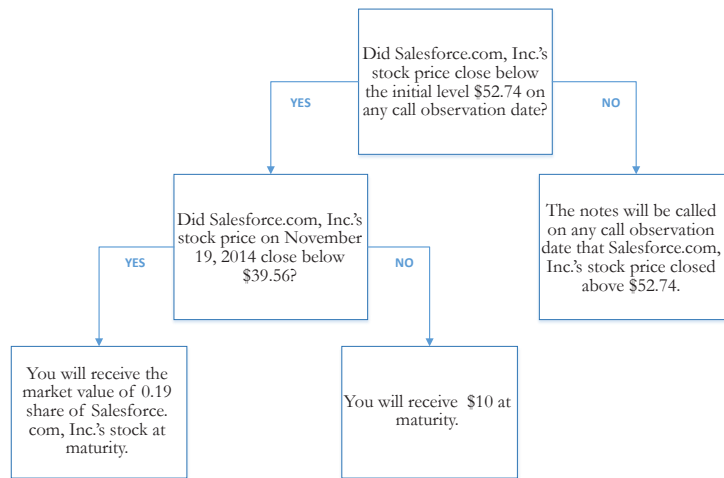 Did Salesforce.com, Inc.'s
stock price close below
the initial level $52.74 on
any call observation date?
YES
NO
Did Salesforce.com, Inc.'s
stock price on November
19, 2014 close below
$39.56?
The notes will be called
on any call observation
date that Salesforce.com,
Inc.'s stock price closed
above $52.74.
YES
NO
You will receive the
market value of 0.19
share of Salesforce.
com, Inc.'s stock at
maturity.
You will receive $10 at
maturity.